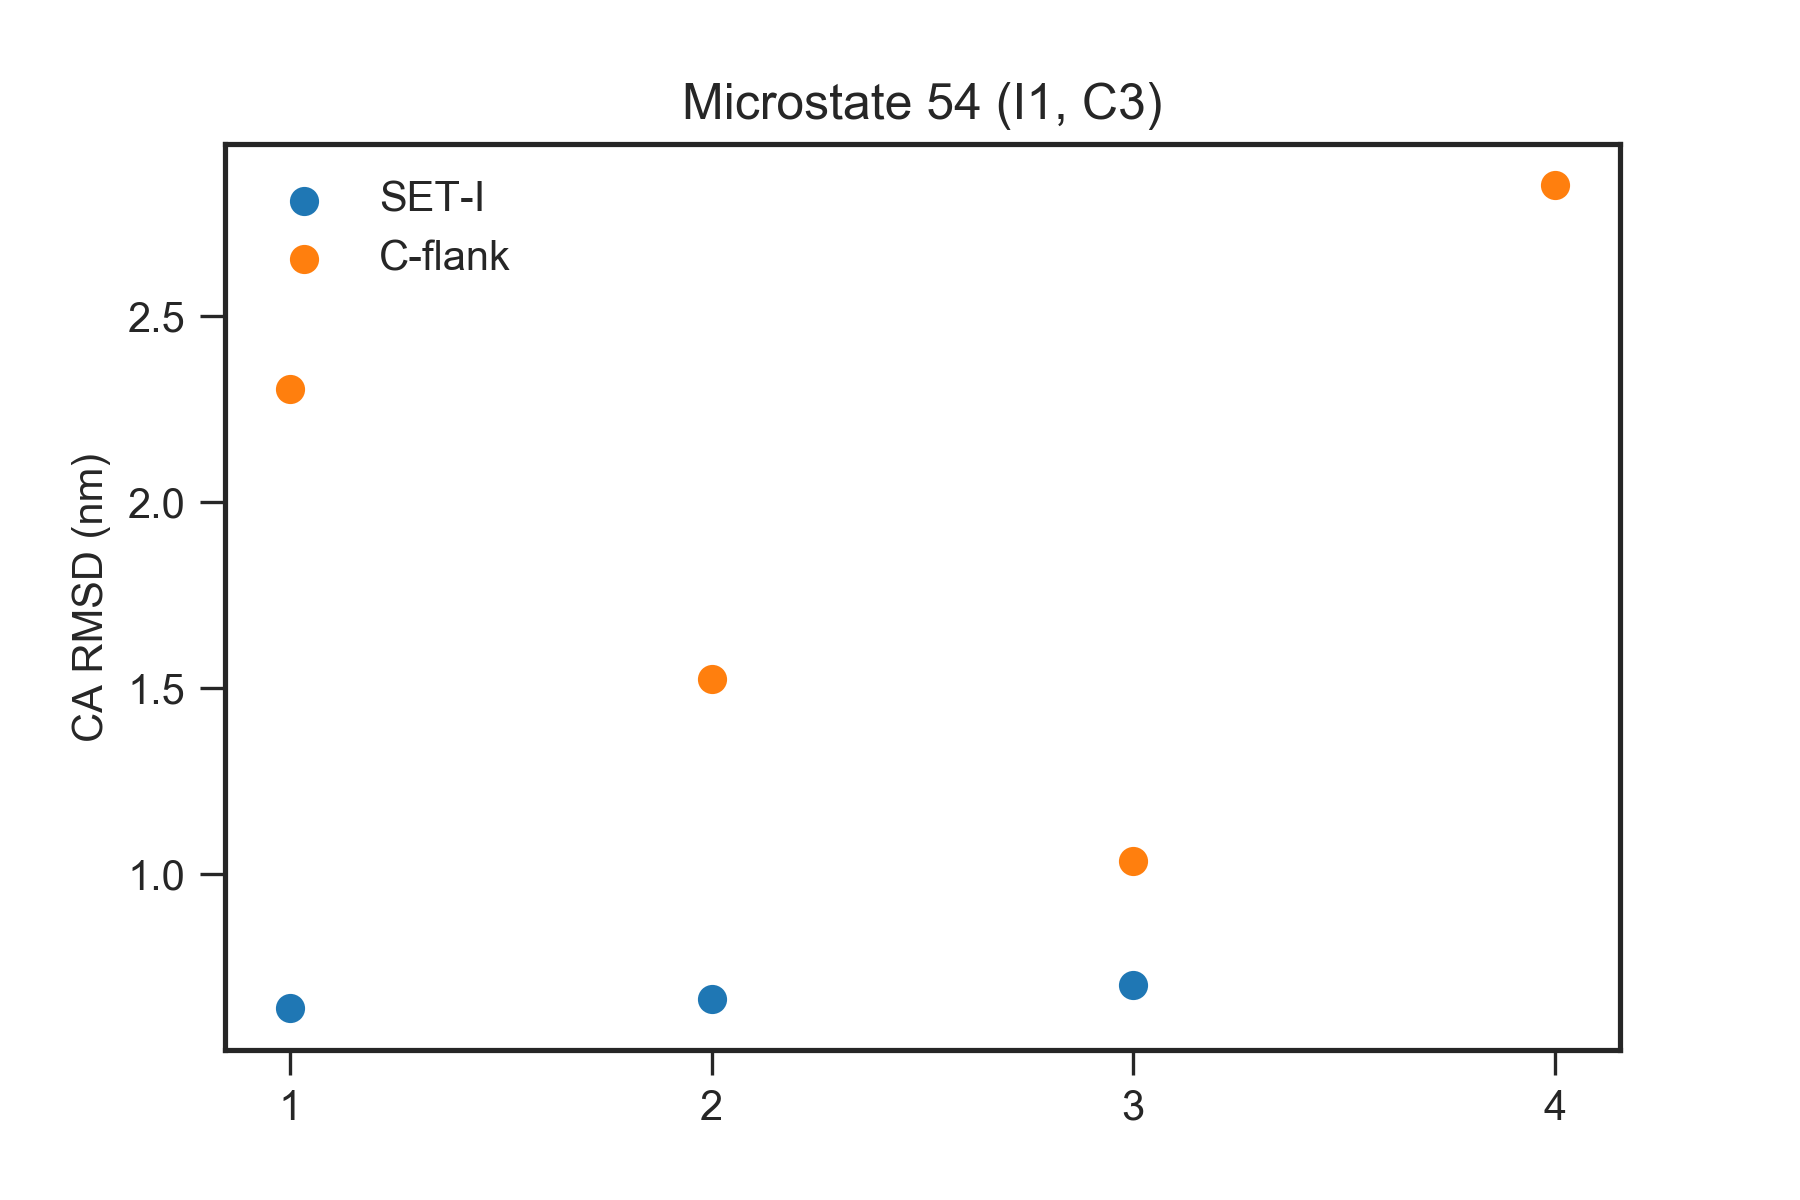 Microstate 54 (I1, C3)
SET-I
C-flank
CA RMSD (nm)
2.5
2.0
1.5
1.0
1
2
3
4